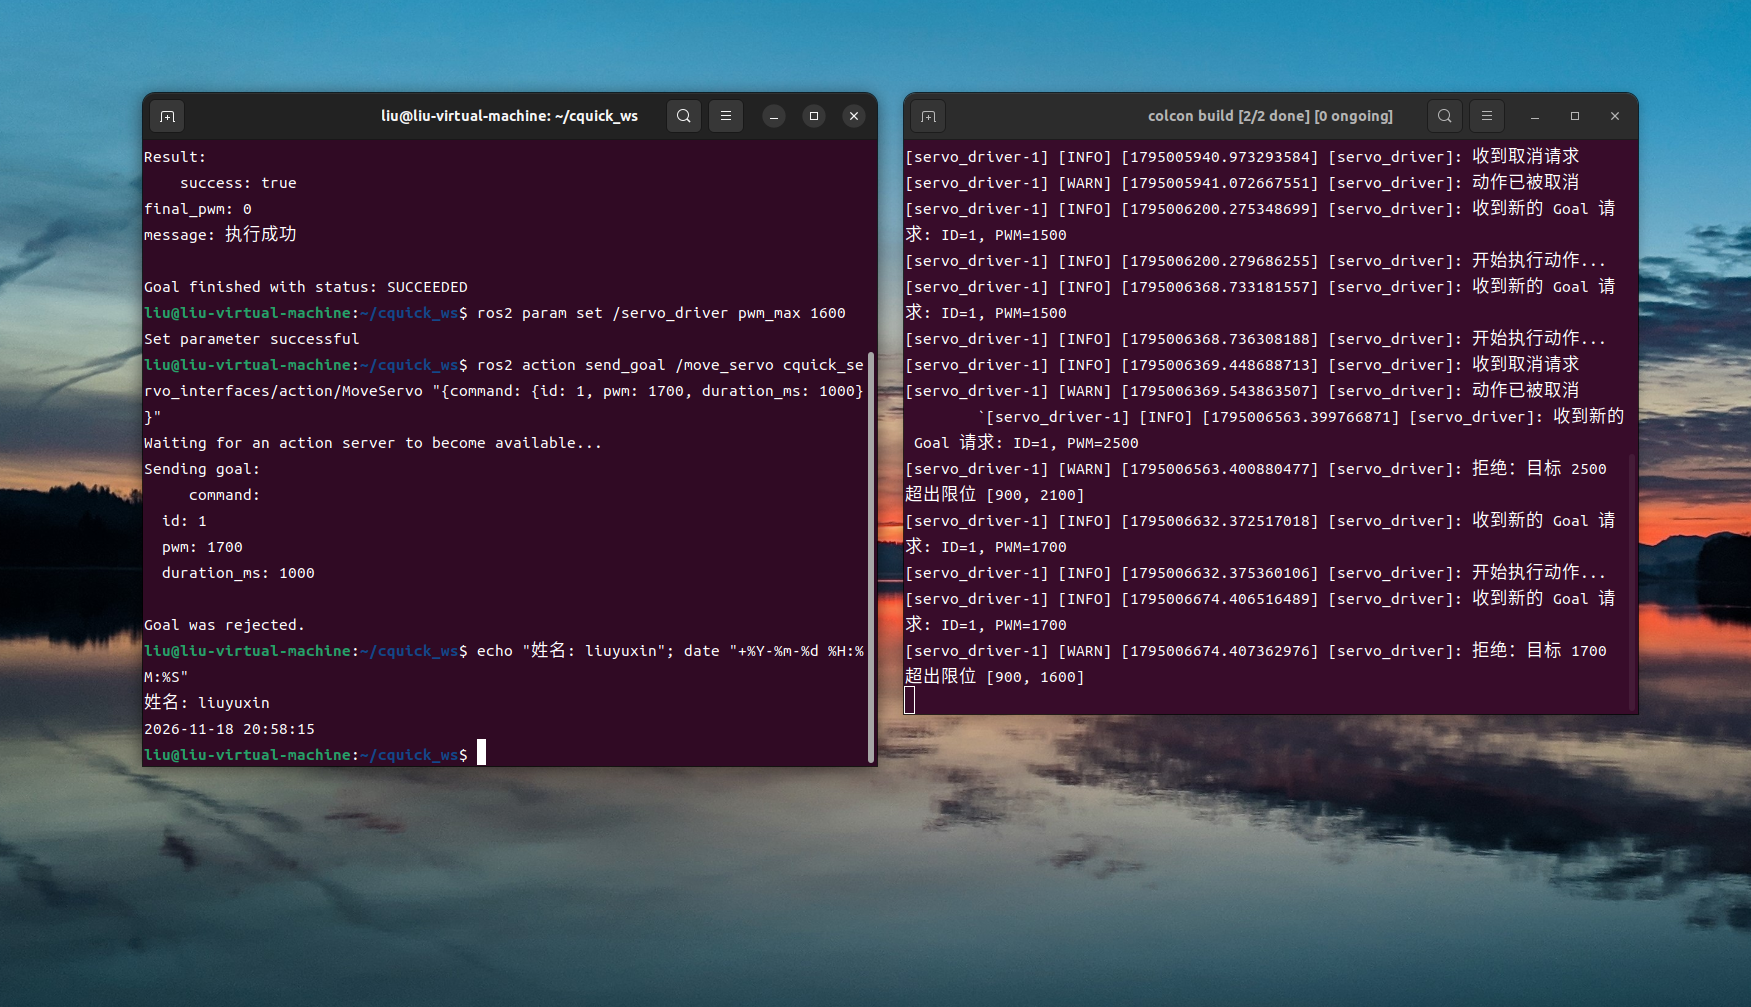 liu@liu-virtual-machine: ~/cquick_ws
Result:
    success: true
final_pwm: 0
message: 执行成功

Goal finished with status: SUCCEEDED
liu@liu-virtual-machine:~/cquick_ws$ ros2 param set /servo_driver pwm_max 1600
Set parameter successful
liu@liu-virtual-machine:~/cquick_ws$ ros2 action send_goal /move_servo cquick_se
rvo_interfaces/action/MoveServo "{command: {id: 1, pwm: 1700, duration_ms: 1000}
}"
Waiting for an action server to become available...
Sending goal:
     command:
  id: 1
  pwm: 1700
  duration_ms: 1000

Goal was rejected.
liu@liu-virtual-machine:~/cquick_ws$ echo "姓名: liuyuxin"; date "+%Y-%m-%d %H:%
M:%S"
姓名: liuyuxin
2026-11-18 20:58:15
liu@liu-virtual-machine:~/cquick_ws$
colcon build [2/2 done] [0 ongoing]
[servo_driver-1] [INFO] [1795005940.973293584] [servo_driver]: 收到取消请求
[servo_driver-1] [WARN] [1795005941.072667551] [servo_driver]: 动作已被取消
[servo_driver-1] [INFO] [1795006200.275348699] [servo_driver]: 收到新的 Goal 请
求: ID=1, PWM=1500
[servo_driver-1] [INFO] [1795006200.279686255] [servo_driver]: 开始执行动作...
[servo_driver-1] [INFO] [1795006368.733181557] [servo_driver]: 收到新的 Goal 请
求: ID=1, PWM=1500
[servo_driver-1] [INFO] [1795006368.736308188] [servo_driver]: 开始执行动作...
[servo_driver-1] [INFO] [1795006369.448688713] [servo_driver]: 收到取消请求
[servo_driver-1] [WARN] [1795006369.543863507] [servo_driver]: 动作已被取消
        `[servo_driver-1] [INFO] [1795006563.399766871] [servo_driver]: 收到新的
 Goal 请求: ID=1, PWM=2500
[servo_driver-1] [WARN] [1795006563.400880477] [servo_driver]: 拒绝：目标 2500
超出限位 [900, 2100]
[servo_driver-1] [INFO] [1795006632.372517018] [servo_driver]: 收到新的 Goal 请
求: ID=1, PWM=1700
[servo_driver-1] [INFO] [1795006632.375360106] [servo_driver]: 开始执行动作...
[servo_driver-1] [INFO] [1795006674.406516489] [servo_driver]: 收到新的 Goal 请
求: ID=1, PWM=1700
[servo_driver-1] [WARN] [1795006674.407362976] [servo_driver]: 拒绝：目标 1700
超出限位 [900, 1600]